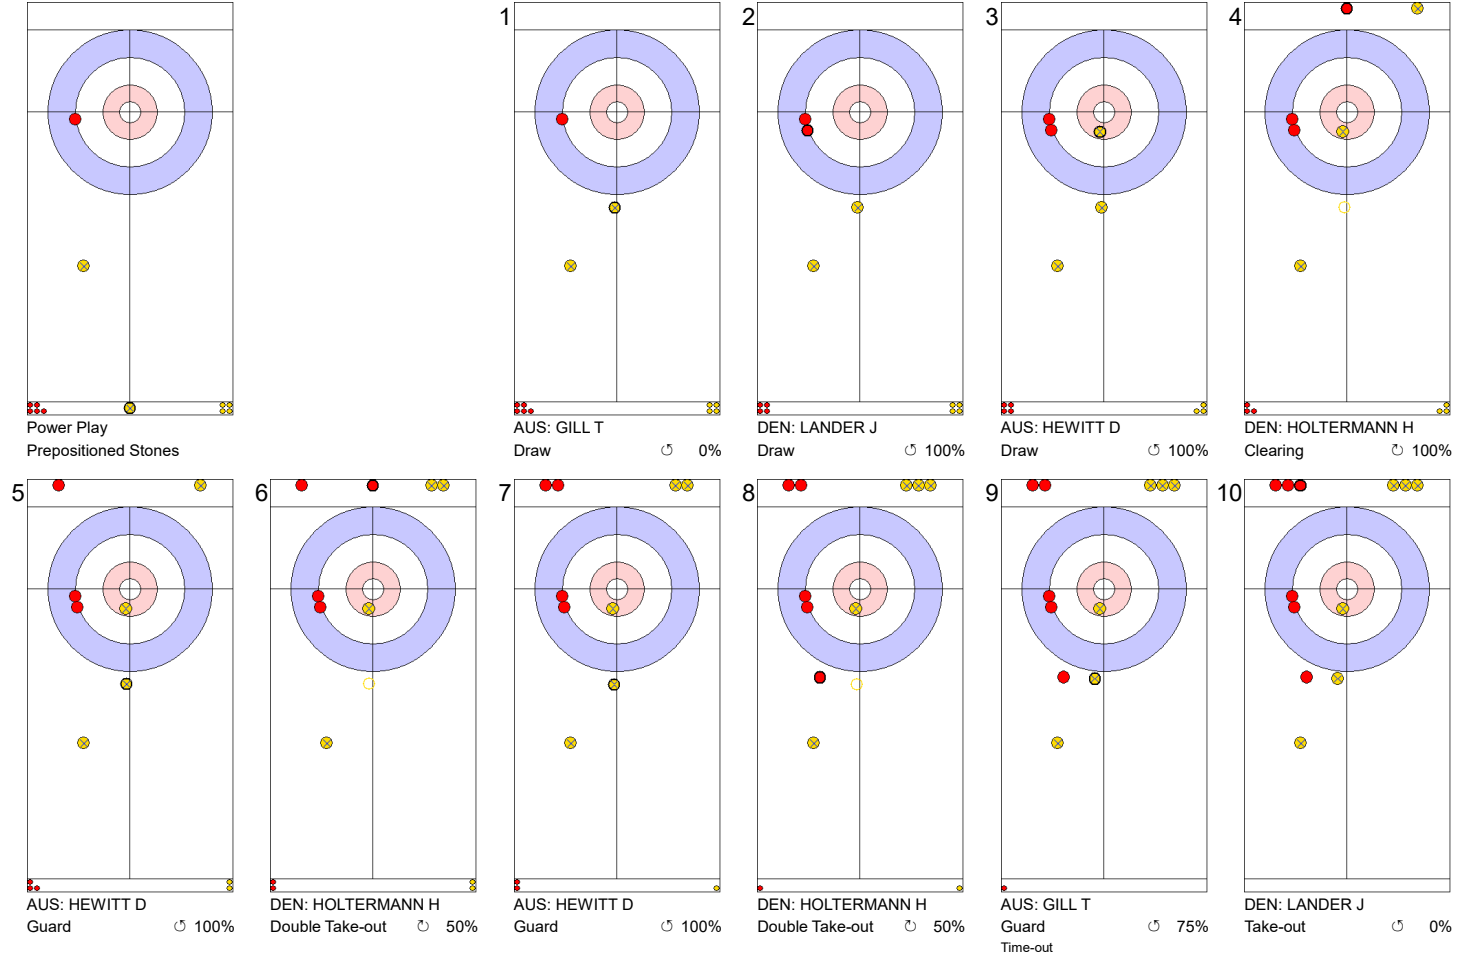 Power Play
Prepositioned Stones
1
AUS: GILL T
Draw ↺ 0%
2
DEN: LANDER J
Draw ↺ 100%
3
AUS: HEWITT D
Draw ↺ 100%
4
DEN: HOLTERMANN H
Clearing ↻ 100%
5
AUS: HEWITT D
Guard ↺ 100%
6
DEN: HOLTERMANN H
Double Take-out ↻ 50%
7
AUS: HEWITT D
Guard ↺ 100%
8
DEN: HOLTERMANN H
Double Take-out ↻ 50%
9
AUS: GILL T
Guard ↺ 75%
Time-out
10
DEN: LANDER J
Take-out ↻ 0%